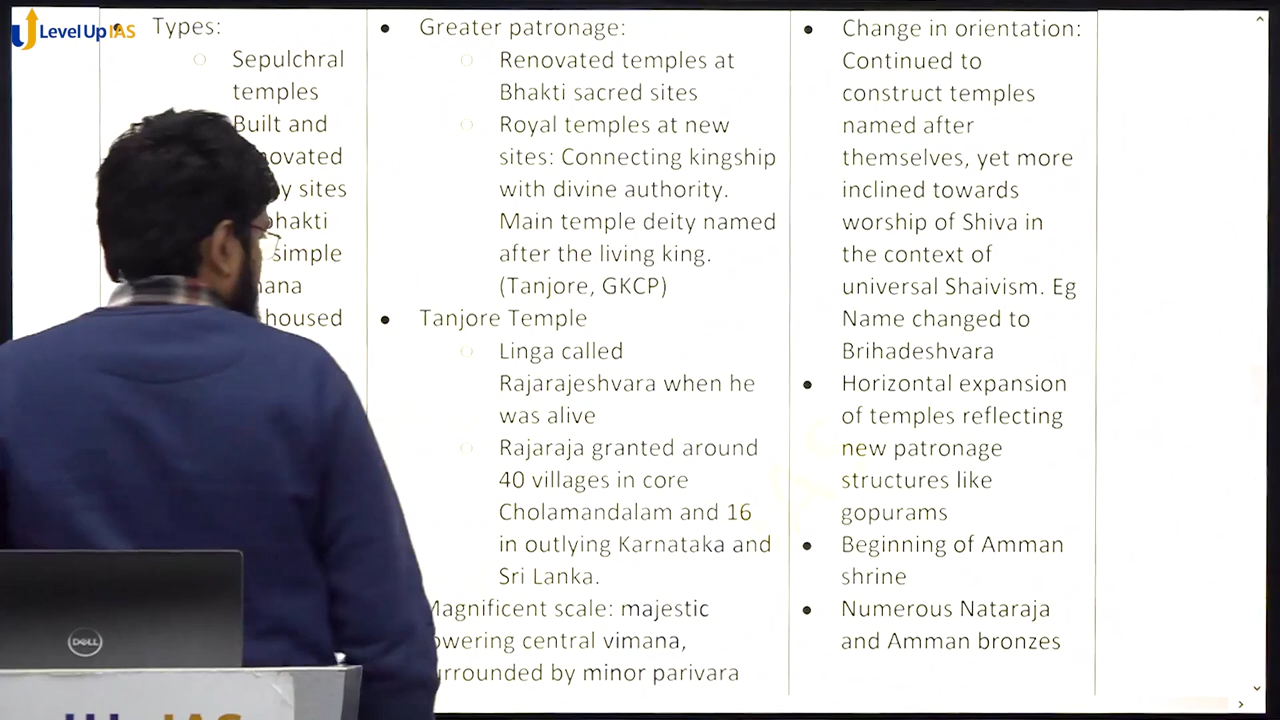 Level Up IAS
Types:
Sepulchral
temples
Built and
sites
simple
housed
Greater patronage:
Renovated temples at
Bhakti sacred sites
Royal temples at new
sites: Connecting kingship
with divine authority.
Main temple deity named
after the living king.
(Tanjore, GKCP)
Tanjore Temple
Linga called
Rajarajeshvara when he
was alive
Rajaraja granted around
40 villages in core
Cholamandalam and 16
in outlying Karnataka and
Sri Lanka.
Magnificent scale: majestic
central vimana,
by minor parivara
Change in orientation:
Continued to
construct temples
named after
themselves, yet more
inclined towards
worship of Shiva in
the context of
universal Shaivism. Eg
Name changed to
Brihadeshvara
Horizontal expansion
of temples reflecting
new patronage
structures like
gopurams
Beginning of Amman
shrine
Numerous Nataraja
and Amman bronzes
DELL